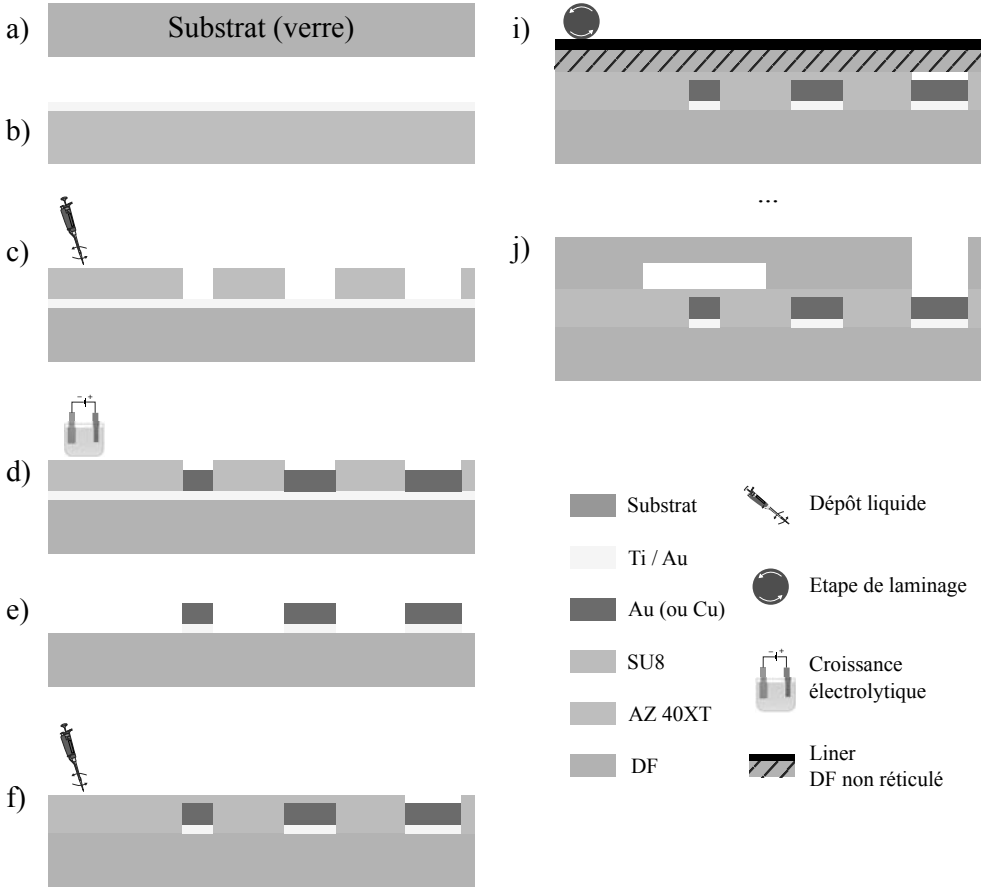 a)
Substrat (verre)
b)
c)
d)
- +
e)
f)
i)
...
j)
Substrat
Ti / Au
Au (ou Cu)
SU8
AZ 40XT
DF
Dépôt liquide
Etape de laminage
- +
Croissance
électrolytique
Liner
DF non réticulé